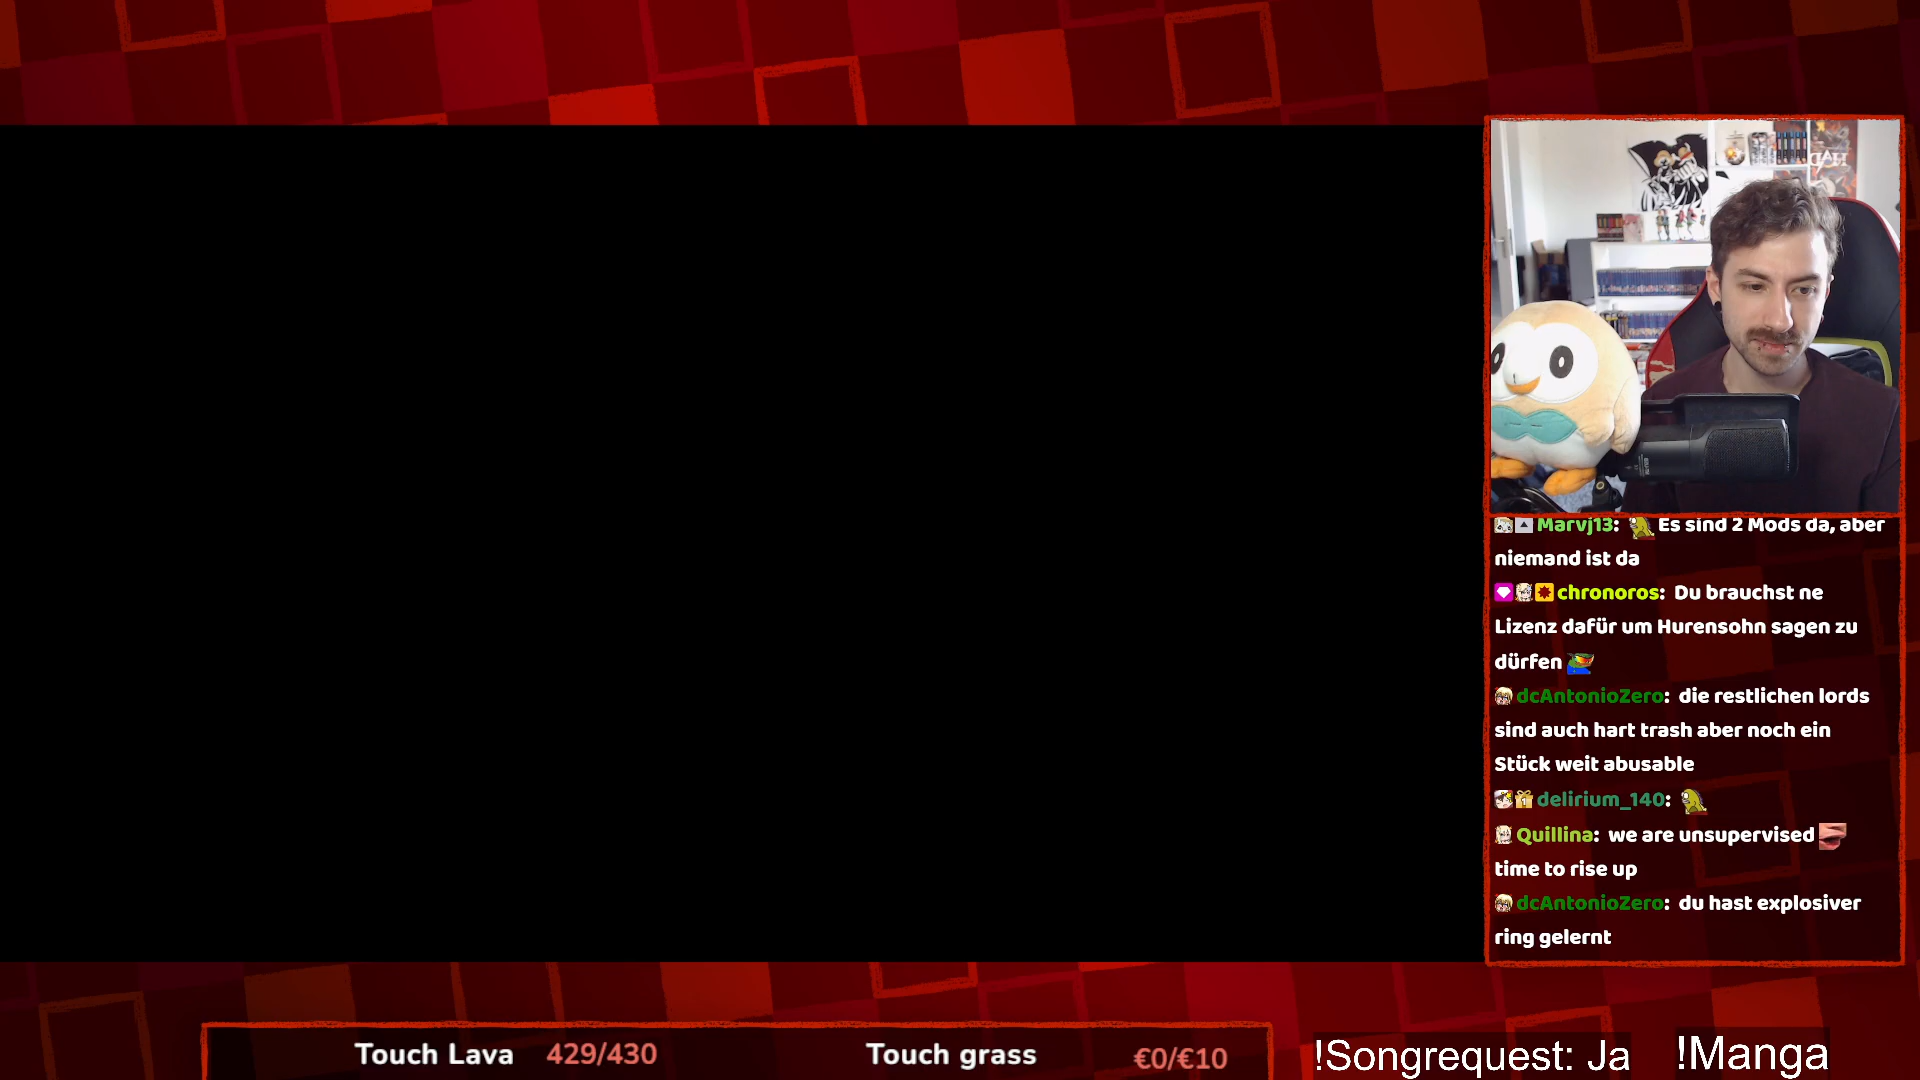 Marvj13: Es sind 2 Mods da, aber
niemand ist da
chronoros: Du brauchst ne
Lizenz dafür um Hurensohn sagen zu
dürfen
dcAntonioZero: die restlichen lords
sind auch hart trash aber noch ein
Stück weit abusable
delirium_140:
Quillina: we are unsupervised
time to rise up
dcAntonioZero: du hast explosiver
ring gelernt
Touch Lava 429/430 Touch grass €0/€10 !Songrequest: Ja !Manga